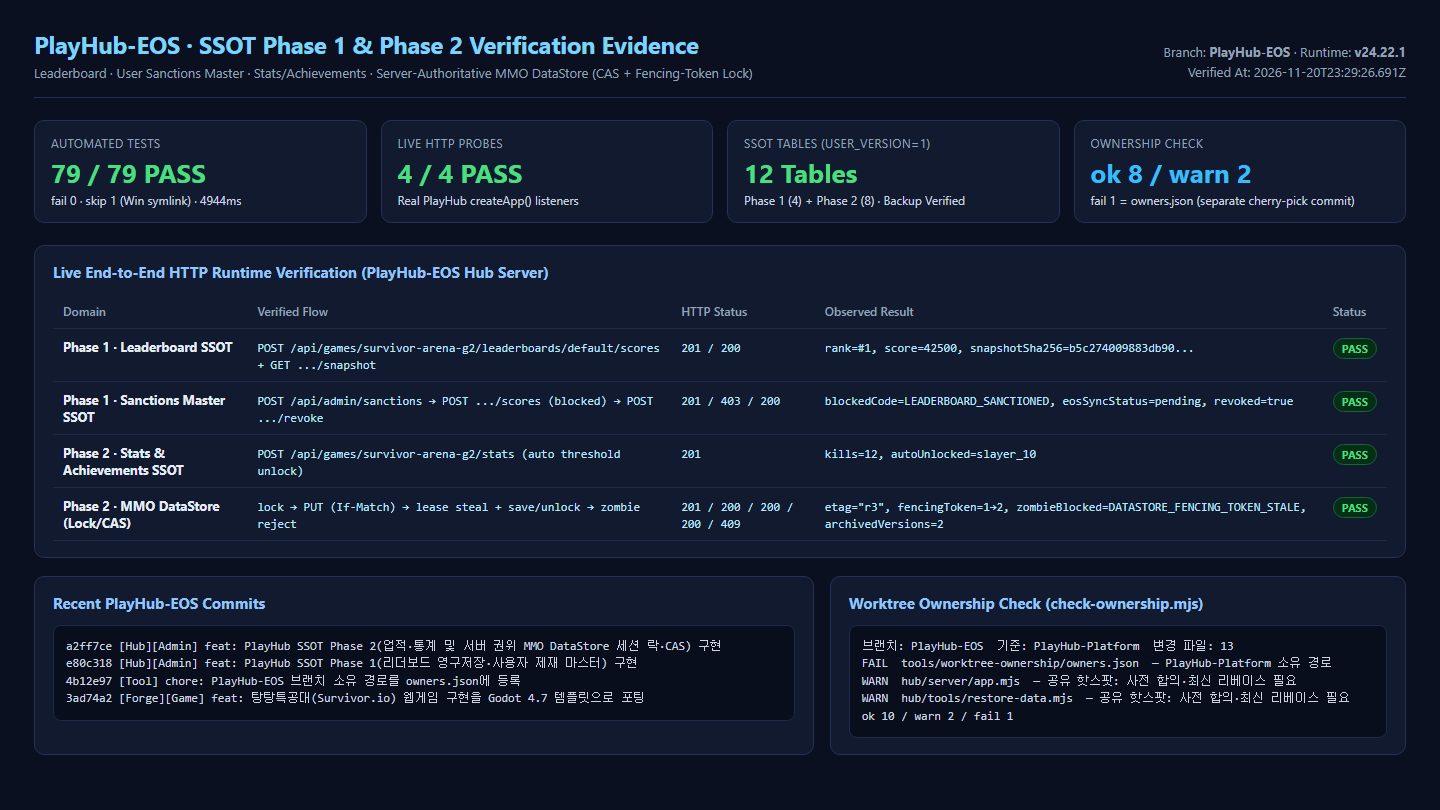 PlayHub-EOS · SSOT Phase 1 & Phase 2 Verification Evidence
Leaderboard · User Sanctions Master · Stats/Achievements · Server-Authoritative MMO DataStore (CAS + Fencing-Token Lock)
Branch: PlayHub-EOS · Runtime: v24.22.1
Verified At: 2026-11-20T23:29:26.691Z
AUTOMATED TESTS
79 / 79 PASS
fail 0 · skip 1 (Win symlink) · 4944ms
LIVE HTTP PROBES
4 / 4 PASS
Real PlayHub createApp() listeners
SSOT TABLES (USER_VERSION=1)
12 Tables
Phase 1 (4) + Phase 2 (8) · Backup Verified
OWNERSHIP CHECK
ok 8 / warn 2
fail 1 = owners.json (separate cherry-pick commit)
Live End-to-End HTTP Runtime Verification (PlayHub-EOS Hub Server)
Domain Verified Flow HTTP Status Observed Result Status
Phase 1 · Leaderboard SSOT
POST /api/games/survivor-arena-g2/leaderboards/default/scores
+ GET .../snapshot
201 / 200
rank=#1, score=42500, snapshotSha256=b5c274009883db90...
PASS
Phase 1 · Sanctions Master
SSOT
POST /api/admin/sanctions → POST .../scores (blocked) → POST
.../revoke
201 / 403 / 200
blockedCode=LEADERBOARD_SANCTIONED, eosSyncStatus=pending, revoked=true
PASS
Phase 2 · Stats &
Achievements SSOT
POST /api/games/survivor-arena-g2/stats (auto threshold
unlock)
201
kills=12, autoUnlocked=slayer_10
PASS
Phase 2 · MMO DataStore
(Lock/CAS)
lock → PUT (If-Match) → lease steal + save/unlock → zombie
reject
201 / 200 / 200 /
200 / 409
etag="r3", fencingToken=1→2, zombieBlocked=DATASTORE_FENCING_TOKEN_STALE,
archivedVersions=2
PASS
Recent PlayHub-EOS Commits
a2ff7ce [Hub][Admin] feat: PlayHub SSOT Phase 2(업적·통계 및 서버 권위 MMO DataStore 세션 락·CAS) 구현
e80c318 [Hub][Admin] feat: PlayHub SSOT Phase 1(리더보드 영구저장·사용자 제재 마스터) 구현
4b12e97 [Tool] chore: PlayHub-EOS 브랜치 소유 경로를 owners.json에 등록
3ad74a2 [Forge][Game] feat: 탕탕특공대(Survivor.io) 웹게임 구현을 Godot 4.7 템플릿으로 포팅
Worktree Ownership Check (check-ownership.mjs)
브랜치: PlayHub-EOS 기준: PlayHub-Platform 변경 파일: 13
FAIL tools/worktree-ownership/owners.json — PlayHub-Platform 소유 경로
WARN hub/server/app.mjs — 공유 핫스팟: 사전 합의·최신 리베이스 필요
WARN hub/tools/restore-data.mjs — 공유 핫스팟: 사전 합의·최신 리베이스 필요
ok 10 / warn 2 / fail 1